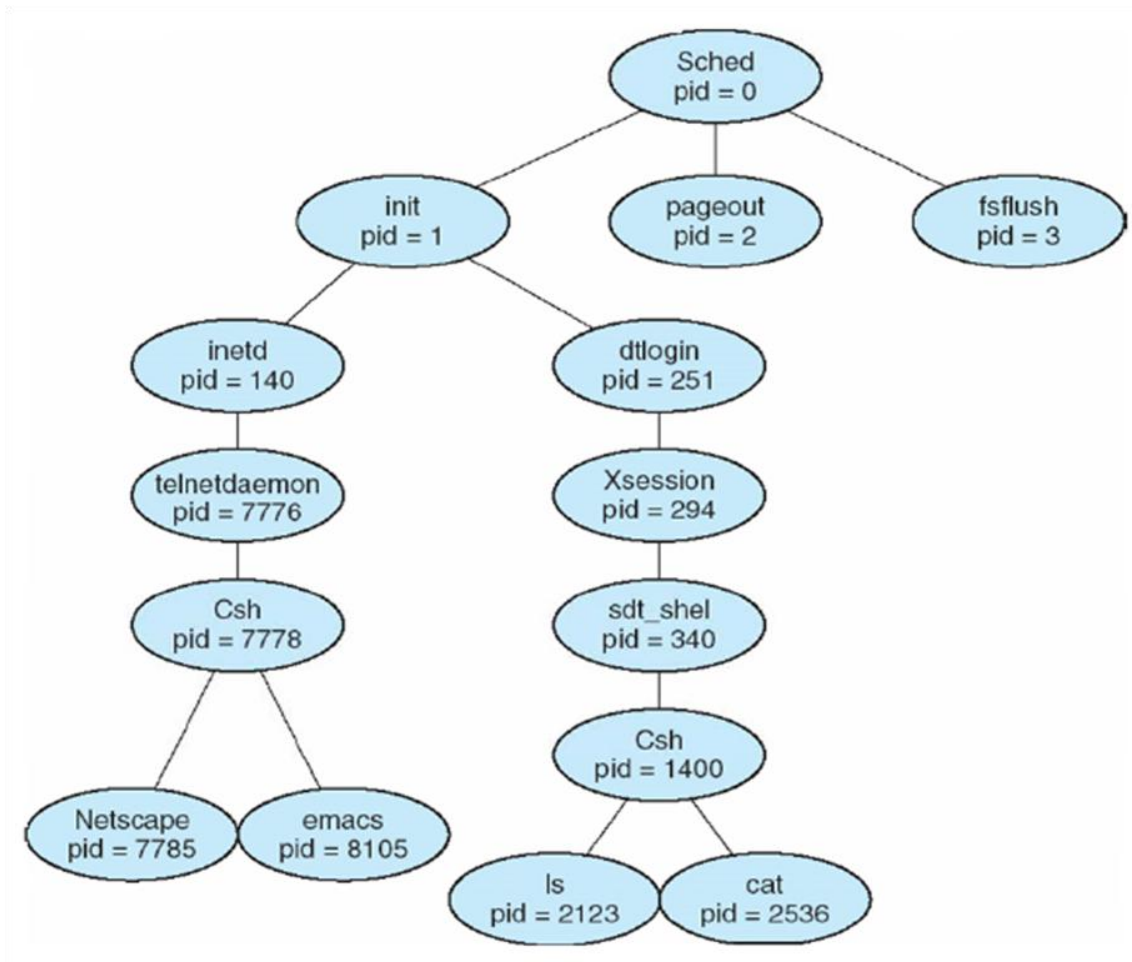 Sched
pid = 0
init
pid = 1
pageout
pid = 2
fsflush
pid = 3
inetd
pid = 140
dtlogin
pid = 251
telnetdaemon
pid = 7776
Xsession
pid = 294
Csh
pid = 7778
sdt_shel
pid = 340
Csh
pid = 1400
Netscape
pid = 7785
emacs
pid = 8105
ls
pid = 2123
cat
pid = 2536